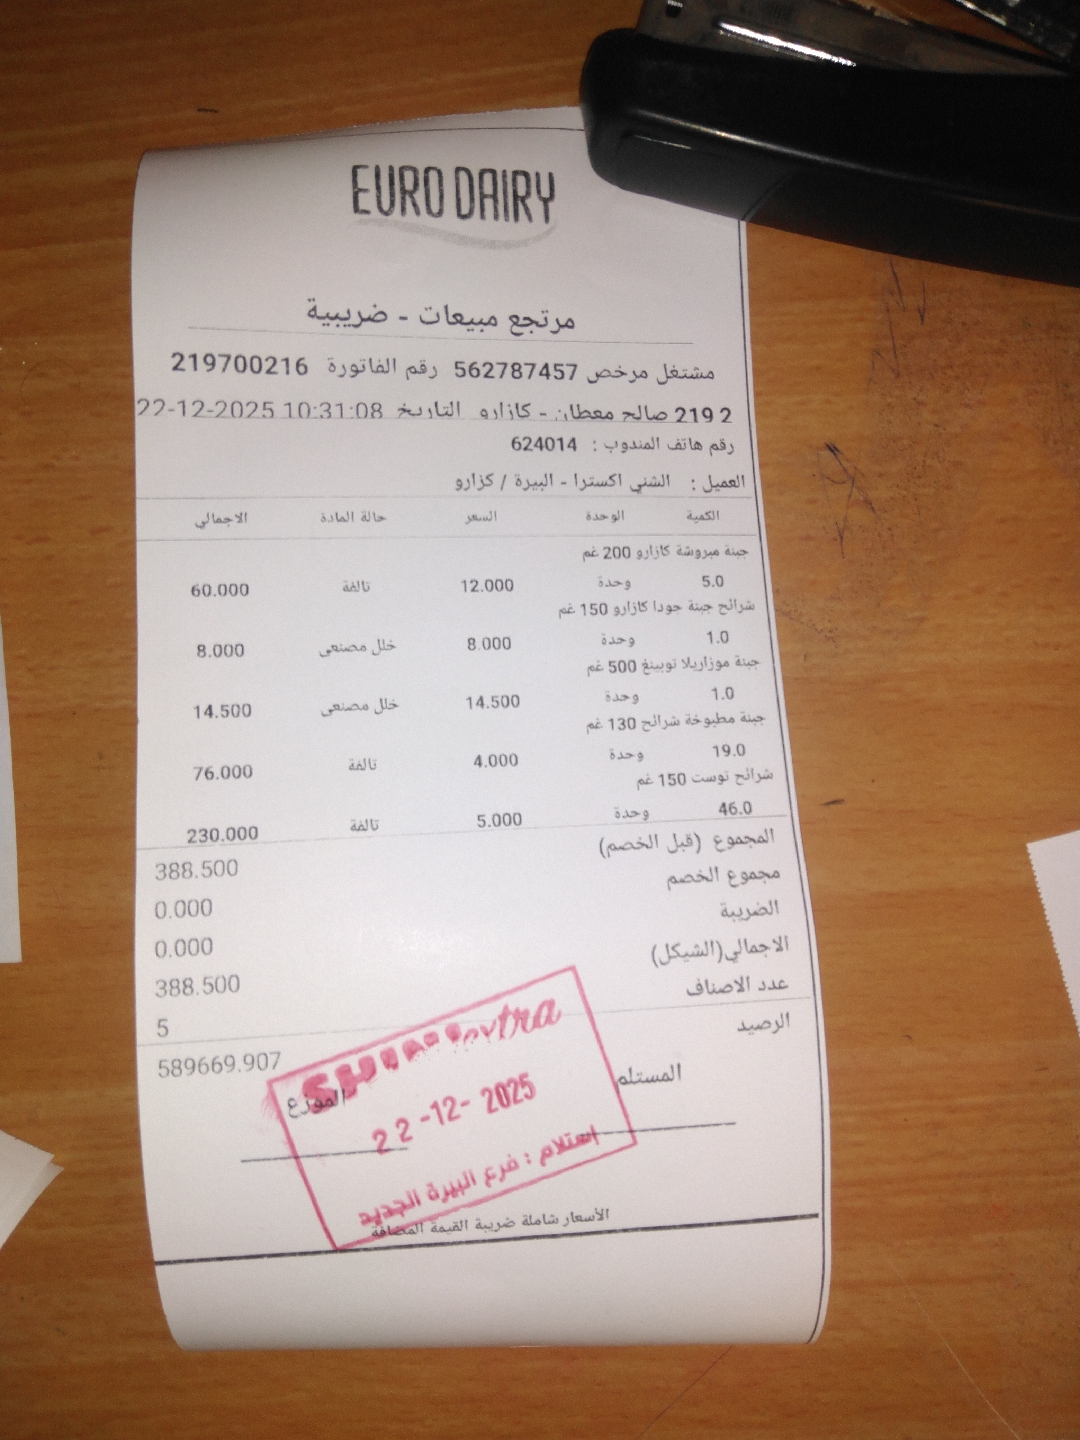 EURO DAIRY
مرتجع مبيعات - ضريبية
مشتغل مرخص 562787457 رقم الفاتورة 219700216
2 219 صالح معطان - كازارو التاريخ 22-12-2025 10:31:08
رقم هاتف المندوب : 624014
العميل : الشني اكسترا - البيرة / كزارو
الكمية الوحدة السعر حالة المادة الاجمالي
جبنة مبروشة كازارو 200 غم
5.0 وحدة 12.000 تالفة 60.000
شرائح جبنة جودا كازارو 150 غم
1.0 وحدة 8.000 خلل مصنعى 8.000
جبنة موزاريلا توبينغ 500 غم
1.0 وحدة 14.500 خلل مصنعى 14.500
جبنة مطبوخة شرائح 130 غم
19.0 وحدة 4.000 تالفة 76.000
شرائح توست 150 غم
46.0 وحدة 5.000 تالفة 230.000
المجموع (قبل الخصم) 388.500
مجموع الخصم 0.000
الضريبة 0.000
الاجمالي(الشيكل) 388.500
عدد الاصناف 5
الرصيد 589669.907
المستلم الموزع
extra
22-12-2025
استلام : فرع البيرة الجديد
الأسعار شاملة ضريبة القيمة المضافة